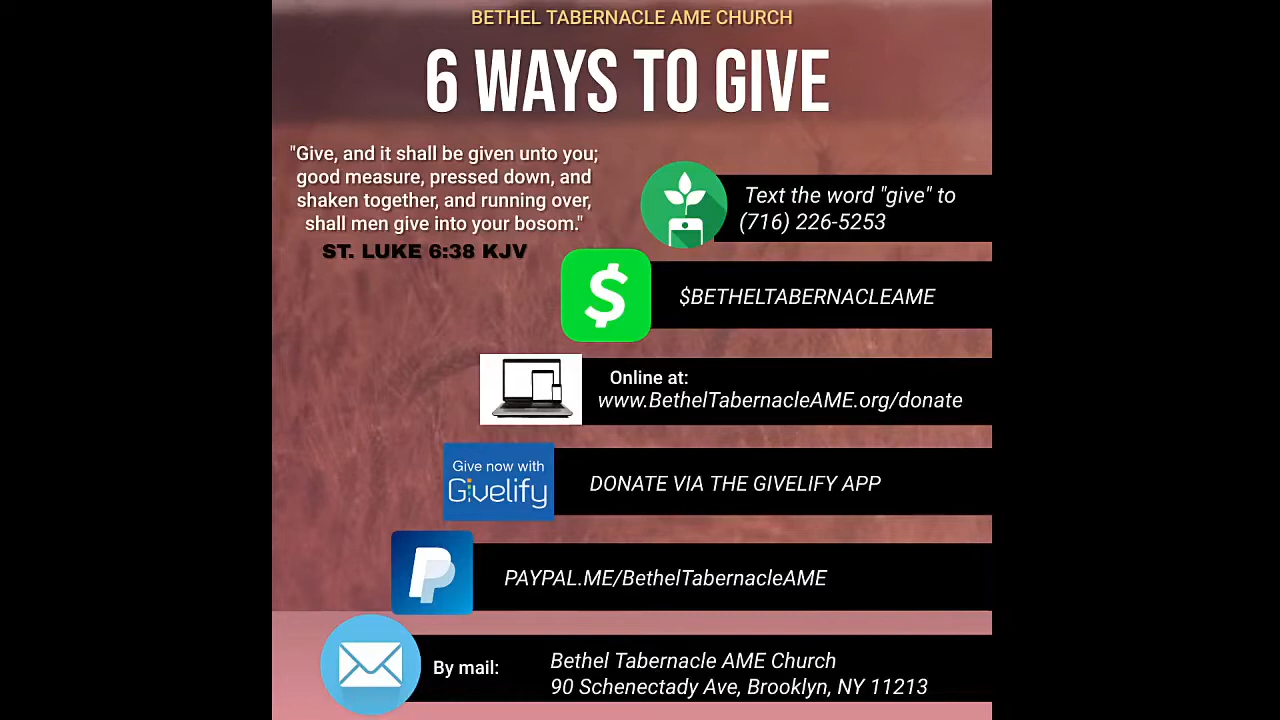 BETHEL TABERNACLE AME CHURCH
6 WAYS TO GIVE
"Give, and it shall be given unto you;
good measure, pressed down, and
shaken together, and running over,
shall men give into your bosom."
ST. LUKE 6:38 KJV
Text the word "give" to
(716) 226-5253
$
$BETHELTABERNACLEAME
Online at:
www.BethelTabernacleAME.org/donate
Give now with
Givelify
DONATE VIA THE GIVELIFY APP
P
PAYPAL.ME/BethelTabernacleAME
By mail:
Bethel Tabernacle AME Church
90 Schenectady Ave, Brooklyn, NY 11213